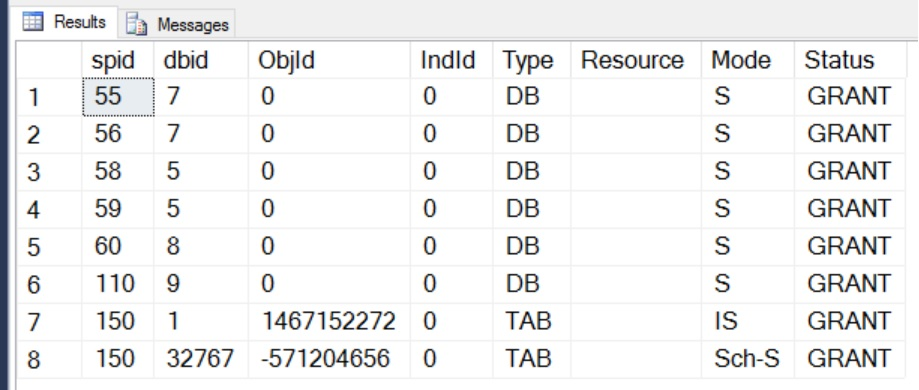 Results Messages
spid dbid ObjId IndId Type Resource Mode Status
1 55 7 0 0 DB S GRANT
2 56 7 0 0 DB S GRANT
3 58 5 0 0 DB S GRANT
4 59 5 0 0 DB S GRANT
5 60 8 0 0 DB S GRANT
6 110 9 0 0 DB S GRANT
7 150 1 1467152272 0 TAB IS GRANT
8 150 32767 -571204656 0 TAB Sch-S GRANT